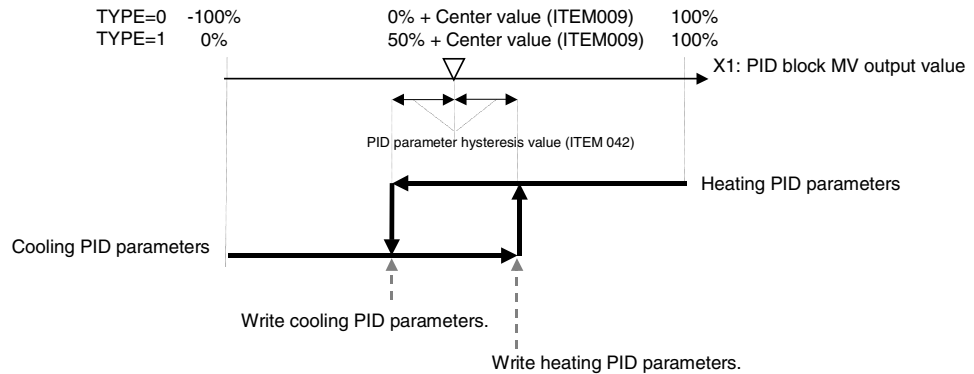 TYPE=0 -100% 0% + Center value (ITEM009) 100%
TYPE=1 0% 50% + Center value (ITEM009) 100%
X1: PID block MV output value
PID parameter hysteresis value (ITEM 042)
Heating PID parameters
Cooling PID parameters
Write cooling PID parameters.
Write heating PID parameters.